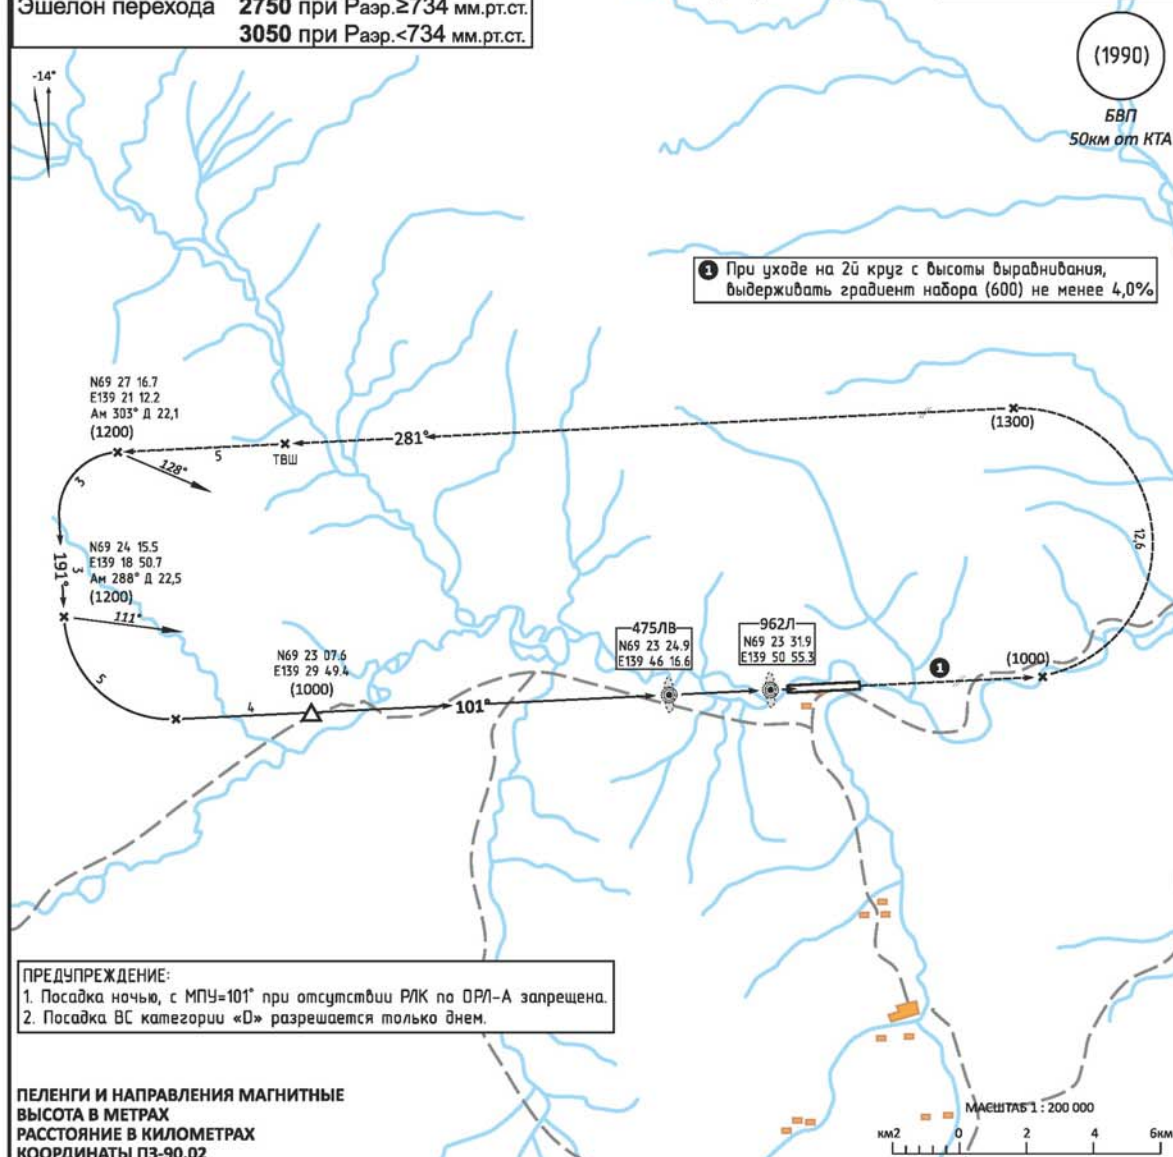 Эшелон перехода 2750 при Раэр.≥734 мм.рт.ст.
3050 при Раэр.<734 мм.рт.ст.
-14°
(1990)
БВП
50км от КТА
1 При уходе на 2й круг с высоты выравнивания,
выдерживать градиент набора (600) не менее 4,0%
N69 27 16.7
E139 21 12.2
Ам 303° Д 22,1
(1200)
128°
5
ТВШ
281°
(1300)
3
191°
3
N69 24 15.5
E139 18 50.7
Ам 288° Д 22,5
(1200)
111°
12,6
5
N69 23 07.6
E139 29 49.4
(1000)
4
101°
475ЛВ
N69 23 24.9
E139 46 16.6
962Л
N69 23 31.9
E139 50 55.3
1
(1000)
ПРЕДУПРЕЖДЕНИЕ:
1. Посадка ночью, с МПУ=101° при отсутствии РЛК по ОРЛ-А запрещена.
2. Посадка ВС категории «D» разрешается только днем.
ПЕЛЕНГИ И НАПРАВЛЕНИЯ МАГНИТНЫЕ
ВЫСОТА В МЕТРАХ
РАССТОЯНИЕ В КИЛОМЕТРАХ
КООРДИНАТЫ ПЗ-90.02
МАСШТАБ 1 : 200 000
км2 0 2 4 6км